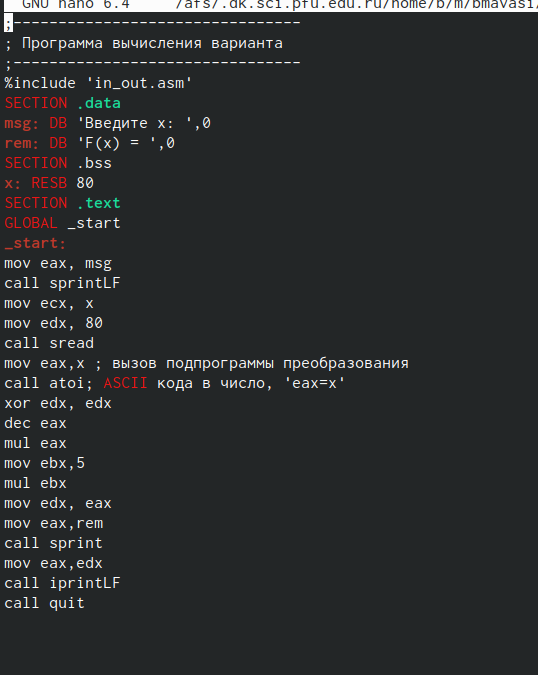 GNU nano 6.4 /afs/.dk.sci.pfu.edu.ru/home/b/m/bmavasi/
;--------------------------------
; Программа вычисления варианта
;--------------------------------
%include 'in_out.asm'
SECTION .data
msg: DB 'Введите x: ',0
rem: DB 'F(x) = ',0
SECTION .bss
x: RESB 80
SECTION .text
GLOBAL _start
_start:
mov eax, msg
call sprintLF
mov ecx, x
mov edx, 80
call sread
mov eax,x ; вызов подпрограммы преобразования
call atoi; ASCII кода в число, 'eax=x'
xor edx, edx
dec eax
mul eax
mov ebx,5
mul ebx
mov edx, eax
mov eax,rem
call sprint
mov eax,edx
call iprintLF
call quit